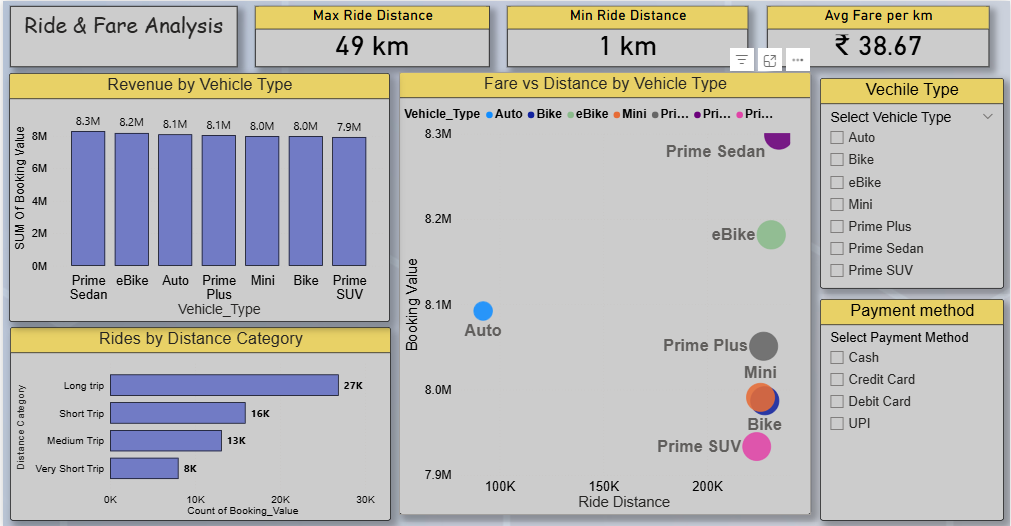 Ride & Fare Analysis
Max Ride Distance
49 km
Min Ride Distance
1 km
Avg Fare per km
₹ 38.67
Revenue by Vehicle Type
SUM Of Booking Value
8M
6M
4M
2M
0M
8.3M 8.2M 8.1M 8.1M 8.0M 8.0M 7.9M
Prime Sedan eBike Auto Prime Plus Mini Bike Prime SUV
Vehicle_Type
Rides by Distance Category
Distance Category
Long trip 27K
Short Trip 16K
Medium Trip 13K
Very Short Trip 8K
0K 10K 20K 30K
Count of Booking_Value
Fare vs Distance by Vehicle Type
Vehicle_Type Auto Bike eBike Mini Pri... Pri... Pri...
Booking Value
8.3M
8.2M
8.1M
8.0M
7.9M
Prime Sedan
eBike
Auto
Prime Plus
Mini
Bike
Prime SUV
100K 150K 200K
Ride Distance
Vechile Type
Select Vehicle Type
Auto
Bike
eBike
Mini
Prime Plus
Prime Sedan
Prime SUV
Payment method
Select Payment Method
Cash
Credit Card
Debit Card
UPI